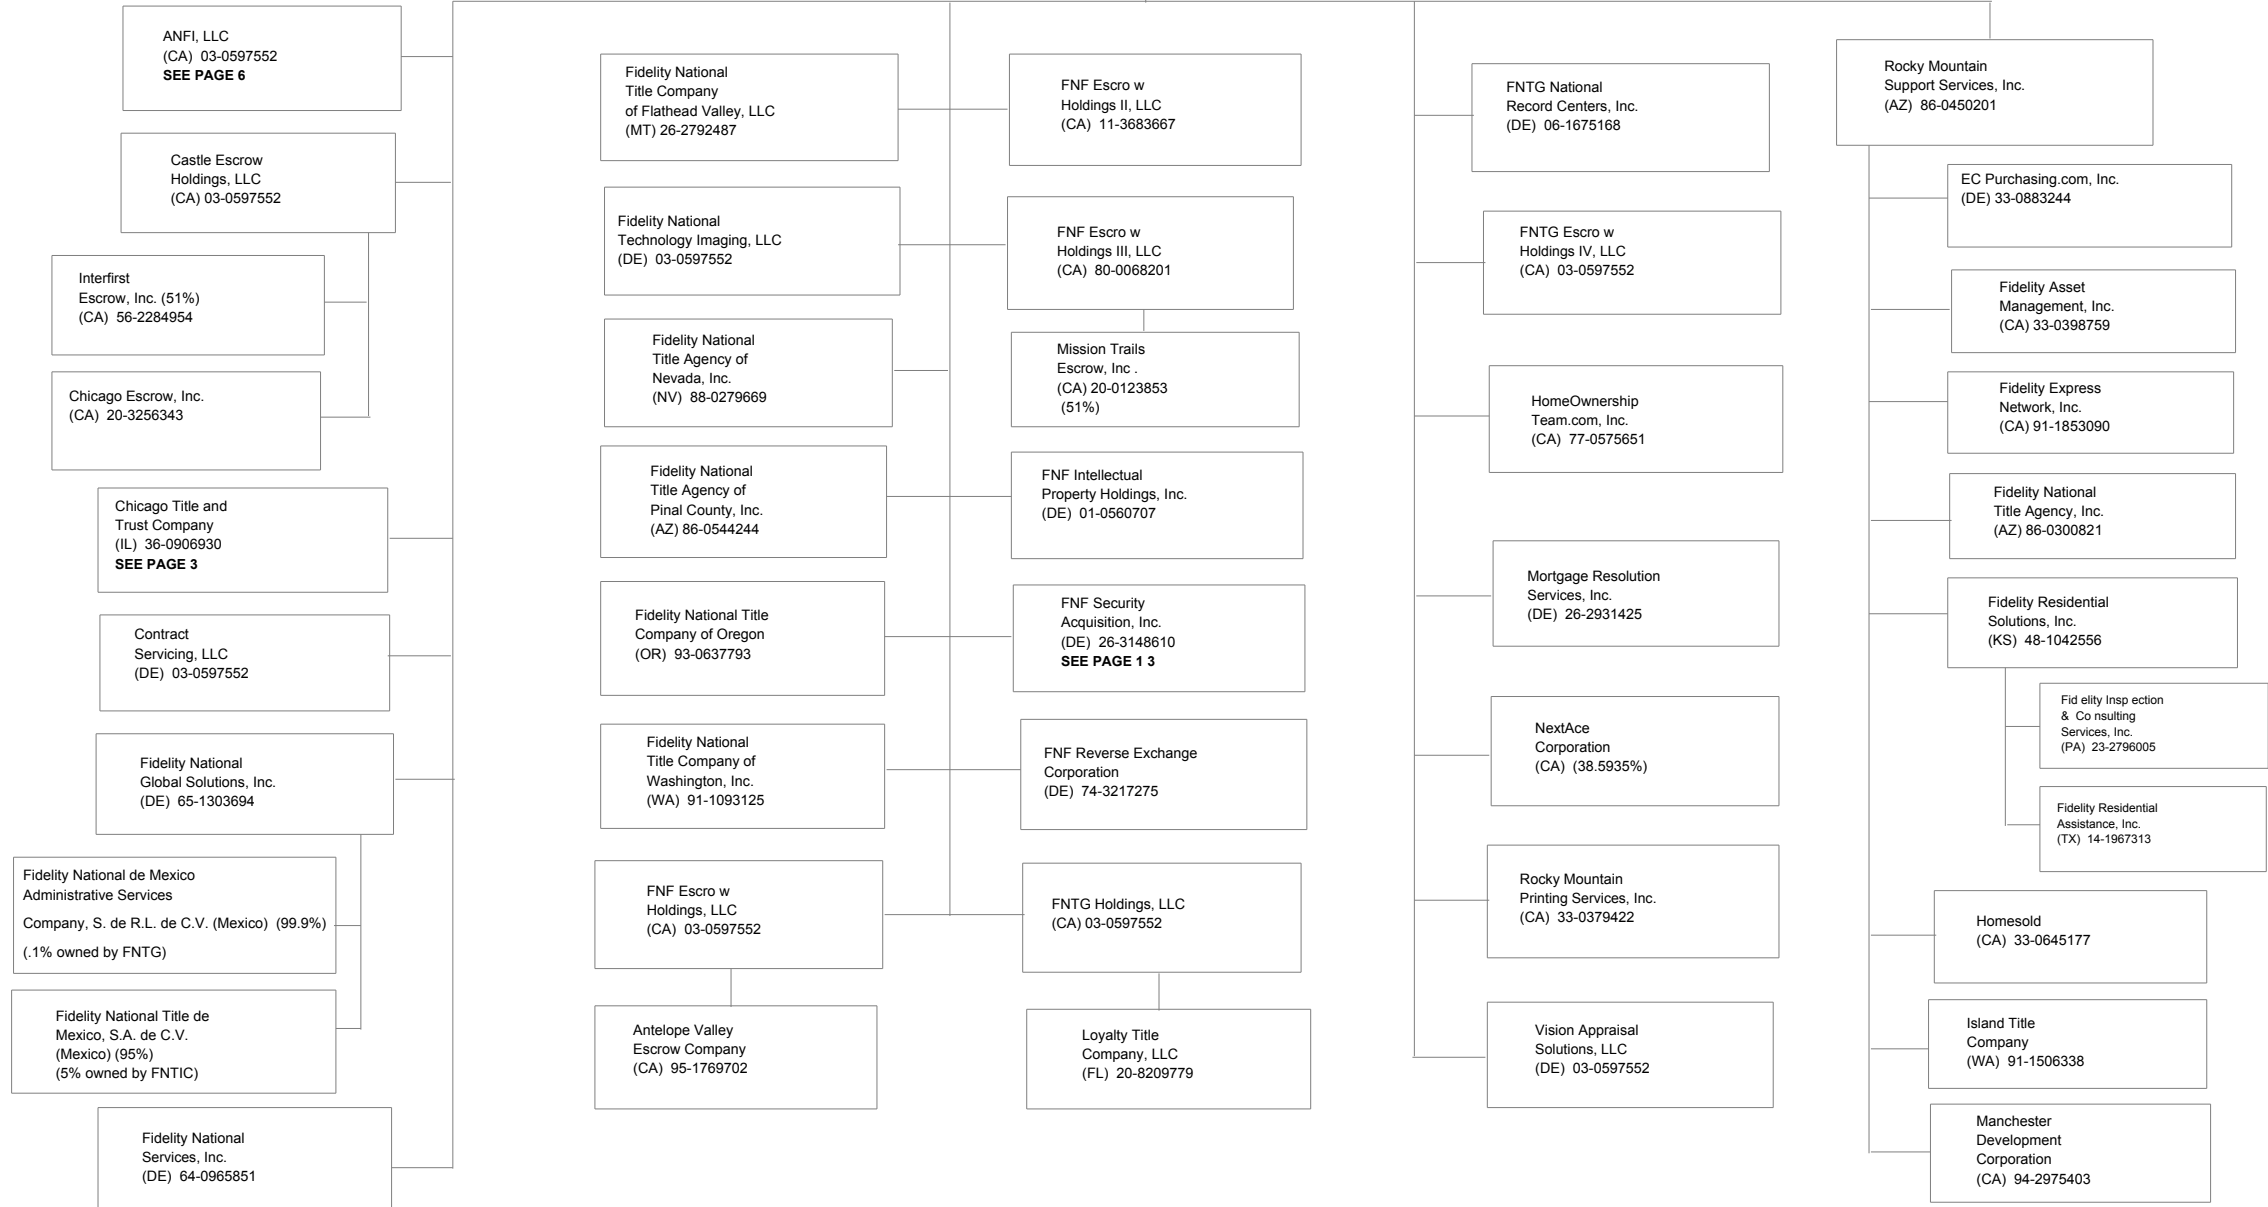 ANFI, LLC
(CA) 03-0597552
SEE PAGE 6
Castle Escrow
Holdings, LLC
(CA) 03-0597552
Interfirst
Escrow, Inc. (51%)
(CA) 56-2284954
Chicago Escrow, Inc.
(CA) 20-3256343
Chicago Title and
Trust Company
(IL) 36-0906930
SEE PAGE 3
Contract
Servicing, LLC
(DE) 03-0597552
Fidelity National
Global Solutions, Inc.
(DE) 65-1303694
Fidelity National de Mexico
Administrative Services
Company, S. de R.L. de C.V. (Mexico) (99.9%)
(.1% owned by FNTG)
Fidelity National Title de
Mexico, S.A. de C.V.
(Mexico) (95%)
(5% owned by FNTIC)
Fidelity National
Services, Inc.
(DE) 64-0965851
Fidelity National
Title Company
of Flathead Valley, LLC
(MT) 26-2792487
Fidelity National
Technology Imaging, LLC
(DE) 03-0597552
Fidelity National
Title Agency of
Nevada, Inc.
(NV) 88-0279669
Fidelity National
Title Agency of
Pinal County, Inc.
(AZ) 86-0544244
Fidelity National Title
Company of Oregon
(OR) 93-0637793
Fidelity National
Title Company of
Washington, Inc.
(WA) 91-1093125
FNF Escro w
Holdings, LLC
(CA) 03-0597552
Antelope Valley
Escrow Company
(CA) 95-1769702
FNF Escro w
Holdings II, LLC
(CA) 11-3683667
FNF Escro w
Holdings III, LLC
(CA) 80-0068201
Mission Trails
Escrow, Inc .
(CA) 20-0123853
(51%)
FNF Intellectual
Property Holdings, Inc.
(DE) 01-0560707
FNF Security
Acquisition, Inc.
(DE) 26-3148610
SEE PAGE 1 3
FNF Reverse Exchange
Corporation
(DE) 74-3217275
FNTG Holdings, LLC
(CA) 03-0597552
Loyalty Title
Company, LLC
(FL) 20-8209779
FNTG National
Record Centers, Inc.
(DE) 06-1675168
FNTG Escro w
Holdings IV, LLC
(CA) 03-0597552
HomeOwnership
Team.com, Inc.
(CA) 77-0575651
Mortgage Resolution
Services, Inc.
(DE) 26-2931425
NextAce
Corporation
(CA) (38.5935%)
Rocky Mountain
Printing Services, Inc.
(CA) 33-0379422
Vision Appraisal
Solutions, LLC
(DE) 03-0597552
Rocky Mountain
Support Services, Inc.
(AZ) 86-0450201
EC Purchasing.com, Inc.
(DE) 33-0883244
Fidelity Asset
Management, Inc.
(CA) 33-0398759
Fidelity Express
Network, Inc.
(CA) 91-1853090
Fidelity National
Title Agency, Inc.
(AZ) 86-0300821
Fidelity Residential
Solutions, Inc.
(KS) 48-1042556
Fid elity Insp ection
& Co nsulting
Services, Inc.
(PA) 23-2796005
Fidelity Residential
Assistance, Inc.
(TX) 14-1967313
Homesold
(CA) 33-0645177
Island Title
Company
(WA) 91-1506338
Manchester
Development
Corporation
(CA) 94-2975403